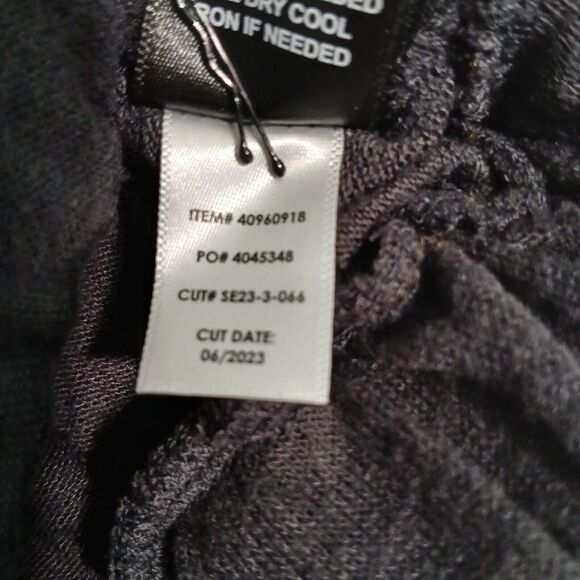 DRY COOL
IRON IF NEEDED
ITEM# 40960918
PO# 4045348
CUT# SE23-3-066
CUT DATE:
06/2023